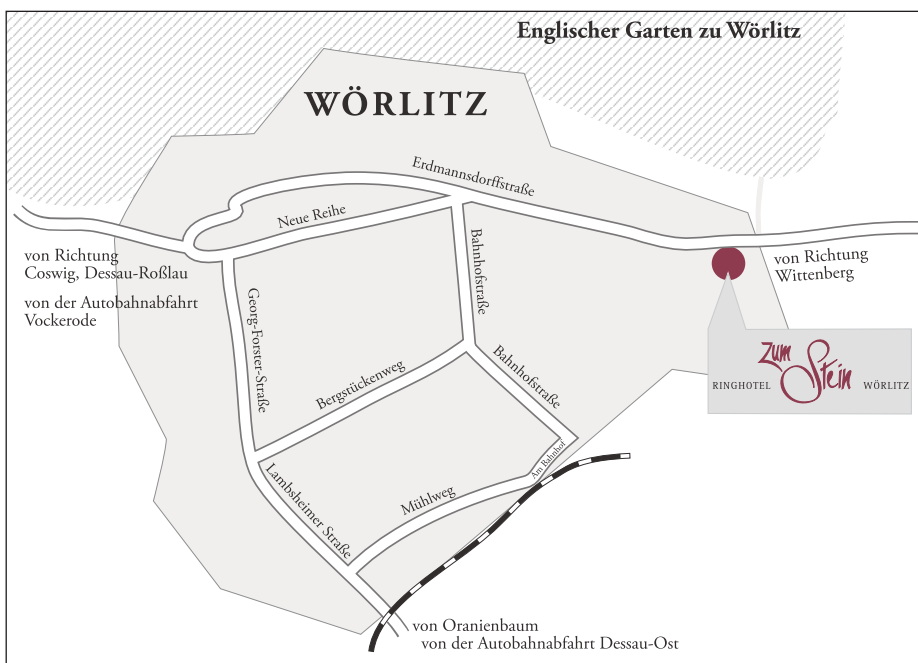 Englischer Garten zu Wörlitz
WÖRLITZ
Erdmannsdorffstraße
Neue Reihe
von Richtung
Coswig, Dessau-Roßlau
von der Autobahnabfahrt
Vockerode
Bahnhofstraße
von Richtung
Wittenberg
Georg-Forster-Straße
zum
Stein
RINGHOTEL
WÖRLITZ
Bergstückenweg
Bahnhofstraße
Am Bahnhof
Lambsheimer Straße
Mühlweg
von Oranienbaum
von der Autobahnabfahrt Dessau-Ost